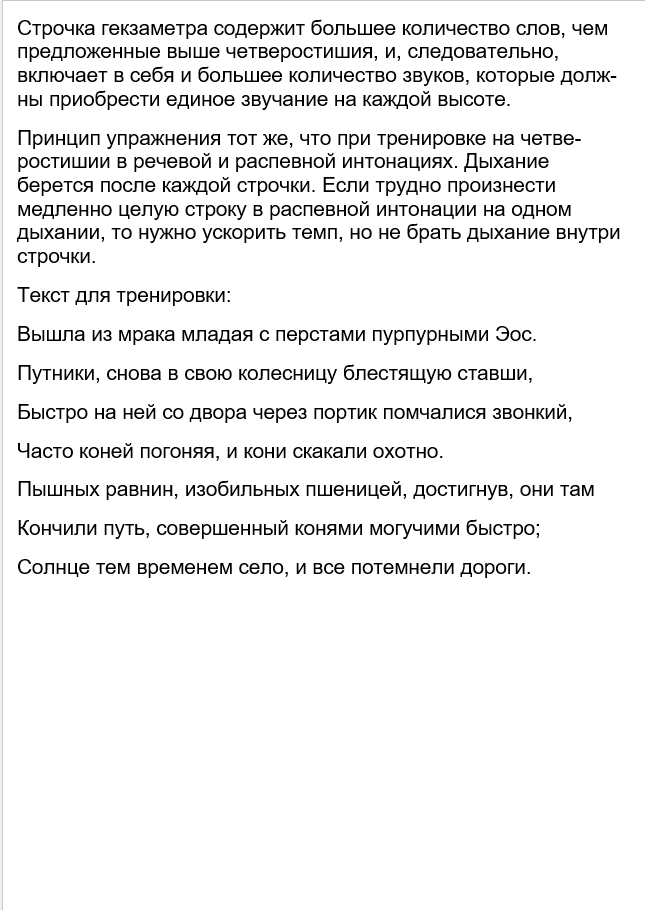 Строчка гекзаметра содержит большее количество слов, чем
предложенные выше четверостишия, и, следовательно,
включает в себя и большее количество звуков, которые долж-
ны приобрести единое звучание на каждой высоте.
Принцип упражнения тот же, что при тренировке на четве-
ростишии в речевой и распевной интонациях. Дыхание
берется после каждой строчки. Если трудно произнести
медленно целую строку в распевной интонации на одном
дыхании, то нужно ускорить темп, но не брать дыхание внутри
строчки.
Текст для тренировки:
Вышла из мрака младая с перстами пурпурными Эос.
Путники, снова в свою колесницу блестящую ставши,
Быстро на ней со двора через портик помчалися звонкий,
Часто коней погоняя, и кони скакали охотно.
Пышных равнин, изобильных пшеницей, достигнув, они там
Кончили путь, совершенный конями могучими быстро;
Солнце тем временем село, и все потемнели дороги.